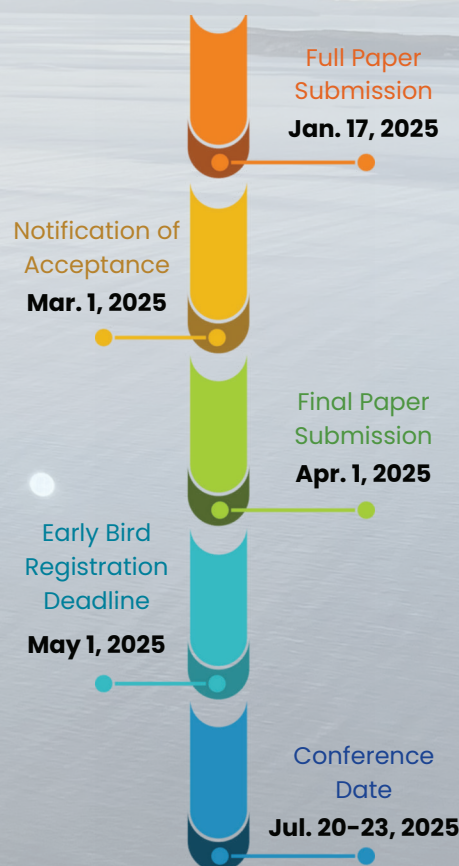 Full Paper
Submission
Jan. 17, 2025
Notification of
Acceptance
Mar. 1, 2025
Final Paper
Submission
Apr. 1, 2025
Early Bird
Registration
Deadline
May 1, 2025
Conference
Date
Jul. 20-23, 2025